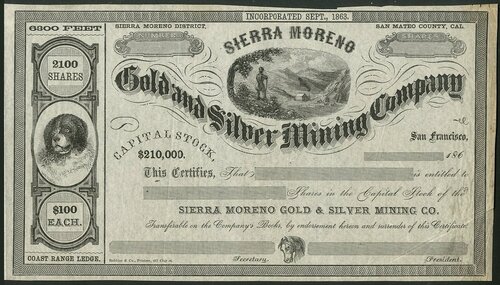 INCORPORATED SEPT., 1863.
6300 FEET
SIERRA MORENO DISTRICT,
SAN MATEO COUNTY, CAL.
NUMBER
SHARES
SIERRA MORENO
Gold and Silver Mining Company
2100
SHARES
CAPITAL STOCK,
$210,000.
San Francisco,
186
This Certifies, That
is entitled to
Shares in the Capital Stock of the
SIERRA MORENO GOLD & SILVER MINING CO.
Transferable on the Company's Books, by endorsement hereon and surrender of this Certificate.
$100
EACH.
COAST RANGE LEDGE.
Secretary.
President.